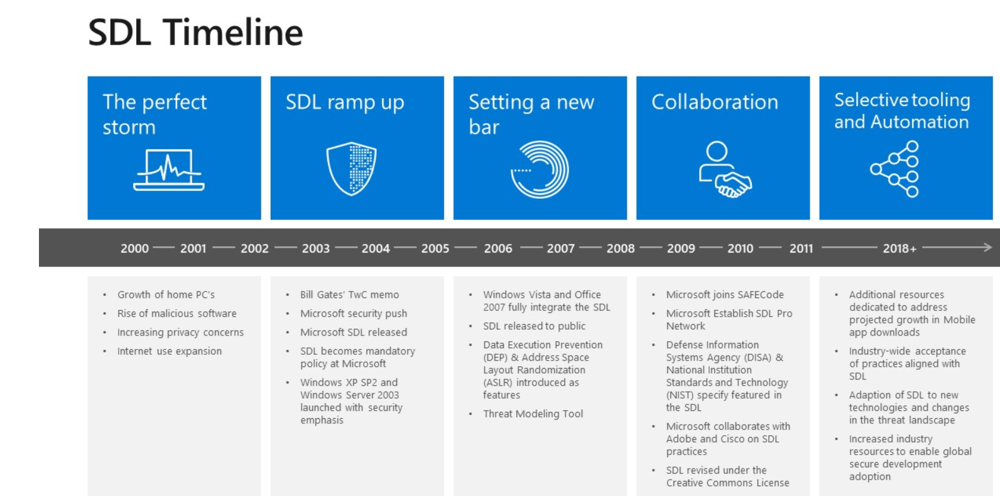 SDL Timeline
The perfect
storm
SDL ramp up
Setting a new
bar
Collaboration
Selective tooling
and Automation
2000 2001 2002 2003 2004 2005 2006 2007 2008 2009 2010 2011 2018+
• Growth of home PC's
• Rise of malicious software
• Increasing privacy concerns
• Internet use expansion
• Bill Gates' TwC memo
• Microsoft security push
• Microsoft SDL released
• SDL becomes mandatory
policy at Microsoft
• Windows XP SP2 and
Windows Server 2003
launched with security
emphasis
• Windows Vista and Office
2007 fully integrate the SDL
• SDL released to public
• Data Execution Prevention
(DEP) & Address Space
Layout Randomization
(ASLR) introduced as
features
• Threat Modeling Tool
• Microsoft joins SAFECode
• Microsoft Establish SDL Pro
Network
• Defense Information
Systems Agency (DISA) &
National Institution
Standards and Technology
(NIST) specify featured in
the SDL
• Microsoft collaborates with
Adobe and Cisco on SDL
practices
• SDL revised under the
Creative Commons License
• Additional resources
dedicated to address
projected growth in Mobile
app downloads
• Industry-wide acceptance
of practices aligned with
SDL
• Adaption of SDL to new
technologies and changes
in the threat landscape
• Increased industry
resources to enable global
secure development
adoption